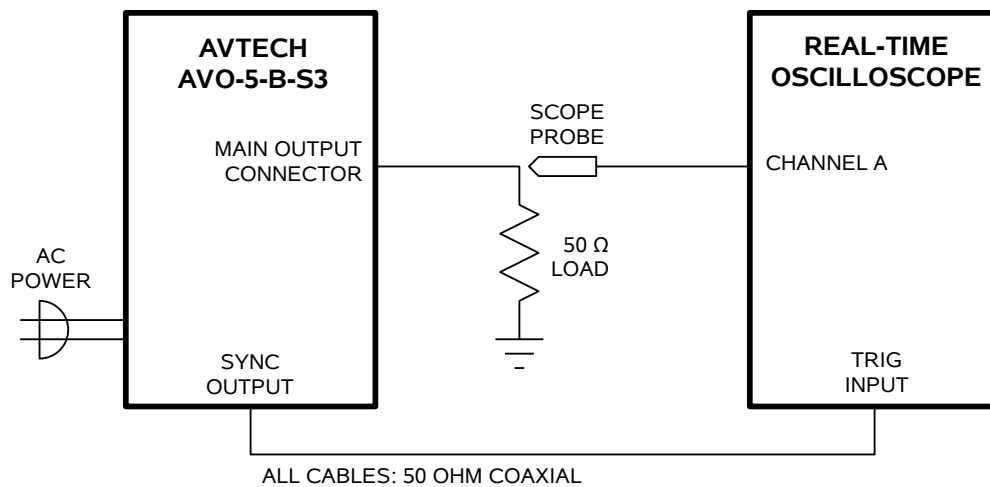 AVTECH
AVO-5-B-S3
MAIN OUTPUT
CONNECTOR
AC
POWER
SYNC
OUTPUT
SCOPE
PROBE
50 Ω
LOAD
REAL-TIME
OSCILLOSCOPE
CHANNEL A
TRIG
INPUT
ALL CABLES: 50 OHM COAXIAL